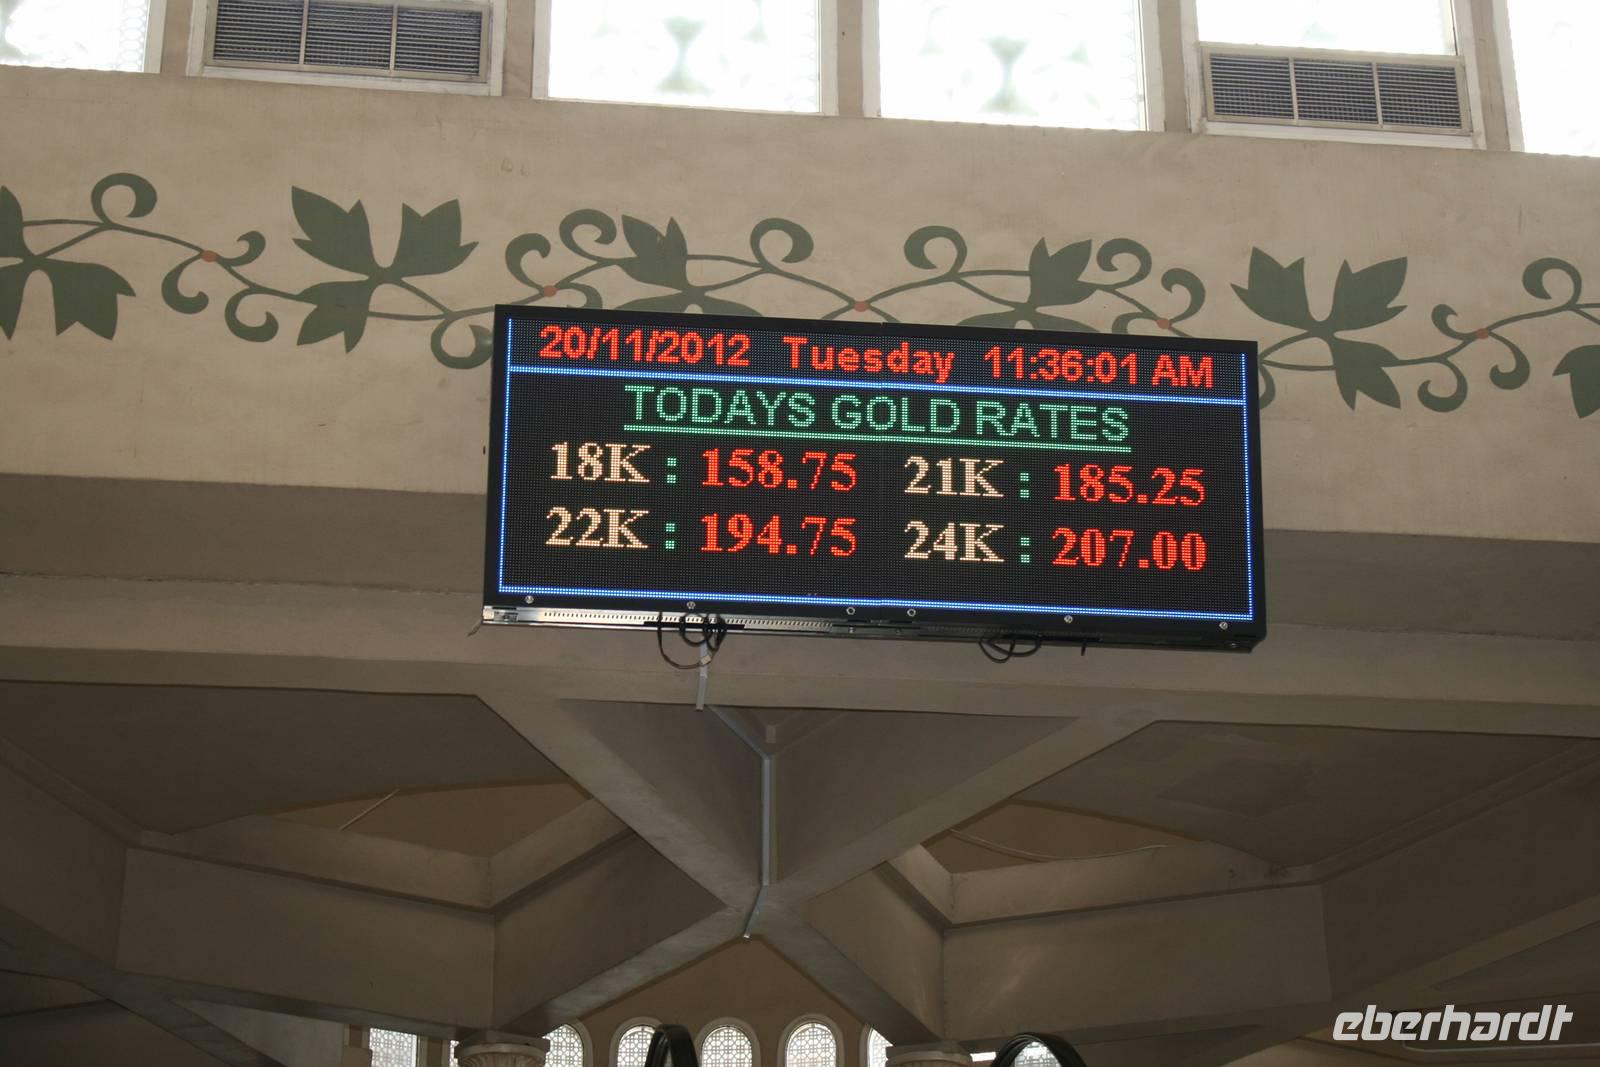 20/11/2012 Tuesday 11:36:01 AM
TODAYS GOLD RATES
18K : 158.75 21K : 185.25
22K : 194.75 24K : 207.00
eberhardt